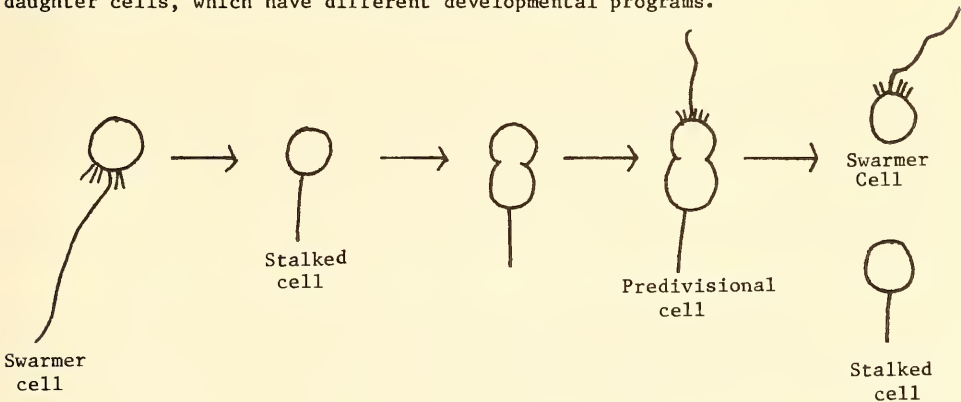 daughter cells, which have different developmental programs.
Swarmer
cell
Stalked
cell
Predivisional
cell
Swarmer
Cell
Stalked
cell